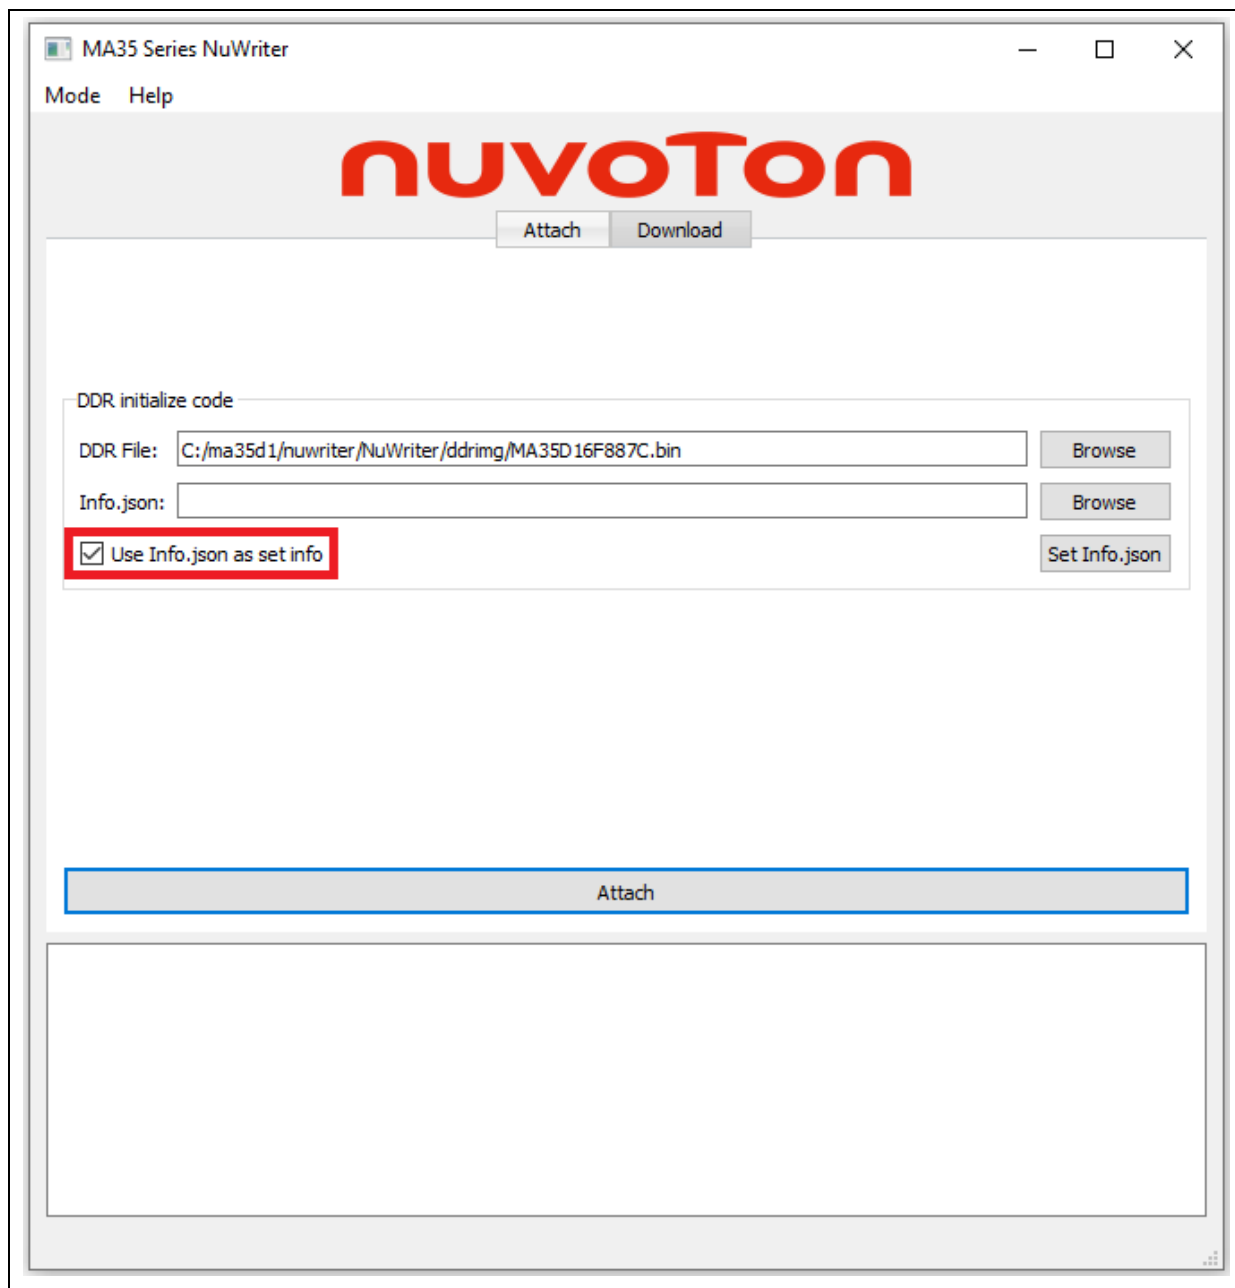 MA35 Series NuWriter
Mode Help
nuvoTon
Attach Download
DDR initialize code
DDR File: C:/ma35d1/nuwriter/NuWriter/ddrimg/MA35D16F887C.bin Browse
Info.json: Browse
Use Info.json as set info Set Info.json
Attach